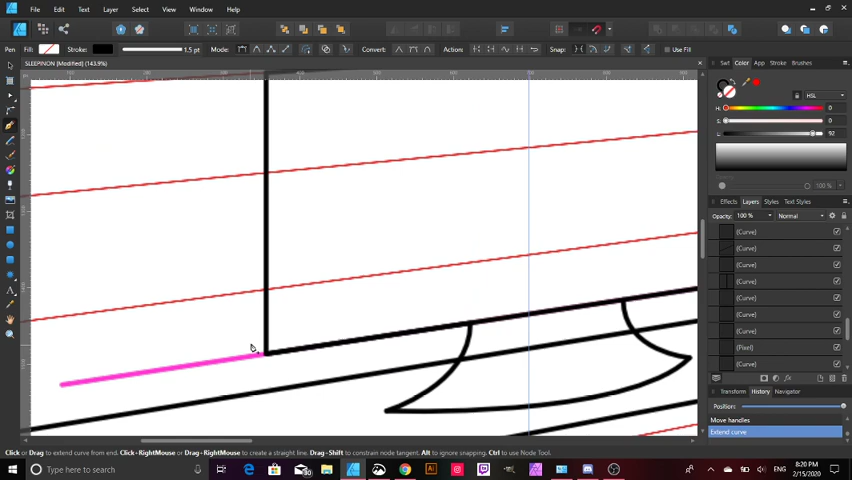 File Edit Text Layer Select View Window Help
Pen Fill: Stroke: 1.5 pt Mode: Convert: Action: Snap: Use Fill
SLEEPINON [Modified] (143.9%)
Swt Color App Stroke Brushes
HSL
H: 0
S: 0
L: 92
Opacity 100 %
Effects Layers Styles Text Styles
Opacity: 100 % Normal
(Curve)
(Curve)
(Curve)
(Curve)
(Curve)
(Curve)
(Curve)
(Pixel)
(Curve)
Transform History Navigator
Position:
Move handles
Extend curve
Click or Drag to extend curve from end. Click+RightMouse or Drag+RightMouse to create a straight line. Drag+Shift to constrain node tangent. Alt to ignore snapping. Ctrl to use Node Tool.
Type here to search
ENG
8:20 PM
2/15/2020